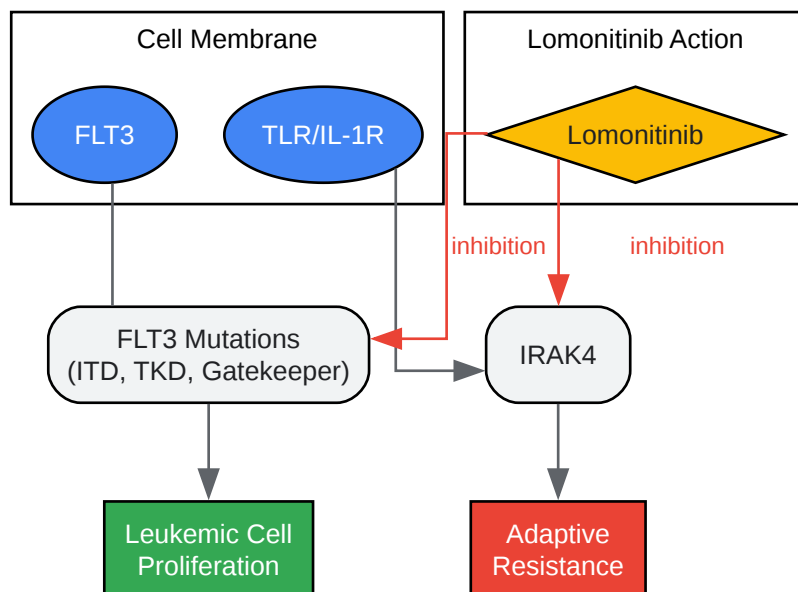 Cell Membrane
Lomonitinib Action
FLT3
TLR/IL-1R
Lomonitinib
inhibition
inhibition
FLT3 Mutations
(ITD, TKD, Gatekeeper)
IRAK4
Leukemic Cell
Proliferation
Adaptive
Resistance